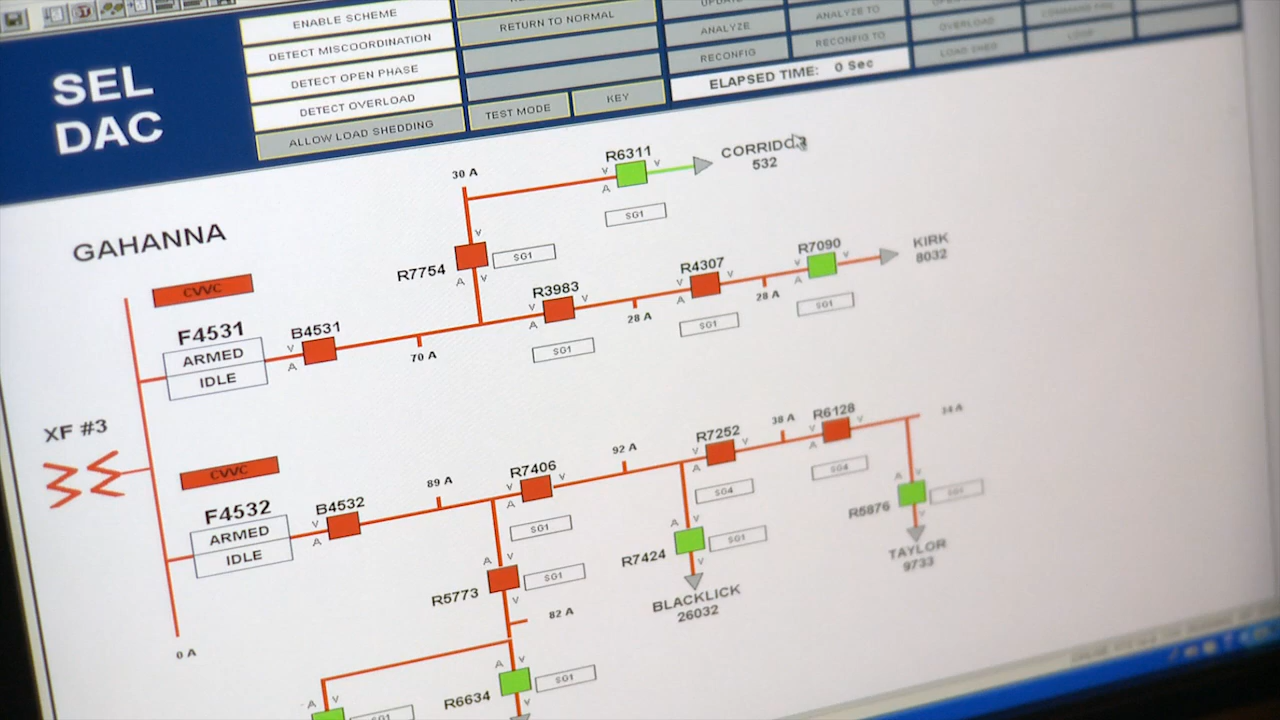 SEL
DAC
ENABLE SCHEME
DETECT MISCOORDINATION
DETECT OPEN PHASE
DETECT OVERLOAD
ALLOW LOAD SHEDDING
RETURN TO NORMAL
TEST MODE
KEY
ANALYZE
RECONFIG
ANALYZE TO
RECONFIG TO
OVERLOAD
LOAD SHED
ELAPSED TIME: 0 Sec
GAHANNA
CVVC
F4531
ARMED
IDLE
B4531
V
A
70 A
30 A
R7754
V
A
V
SG1
R6311
V
A
SG1
CORRIDOR
532
R3983
V
A
SG1
28 A
R4307
V
A
SG1
28 A
R7090
V
V
A
SG1
KIRK
8032
XF #3
CVVC
F4532
ARMED
IDLE
B4532
V
A
89 A
R7406
V
A
SG1
92 A
R7252
V
V
A
SG4
38 A
R6128
V
V
A
SG4
34 A
R5876
A
V
SG1
TAYLOR
9733
R7424
A
V
SG1
BLACKLICK
26032
R5773
A
V
SG1
82 A
0 A
A
V
SG1
R6634
A
V
V
SG1